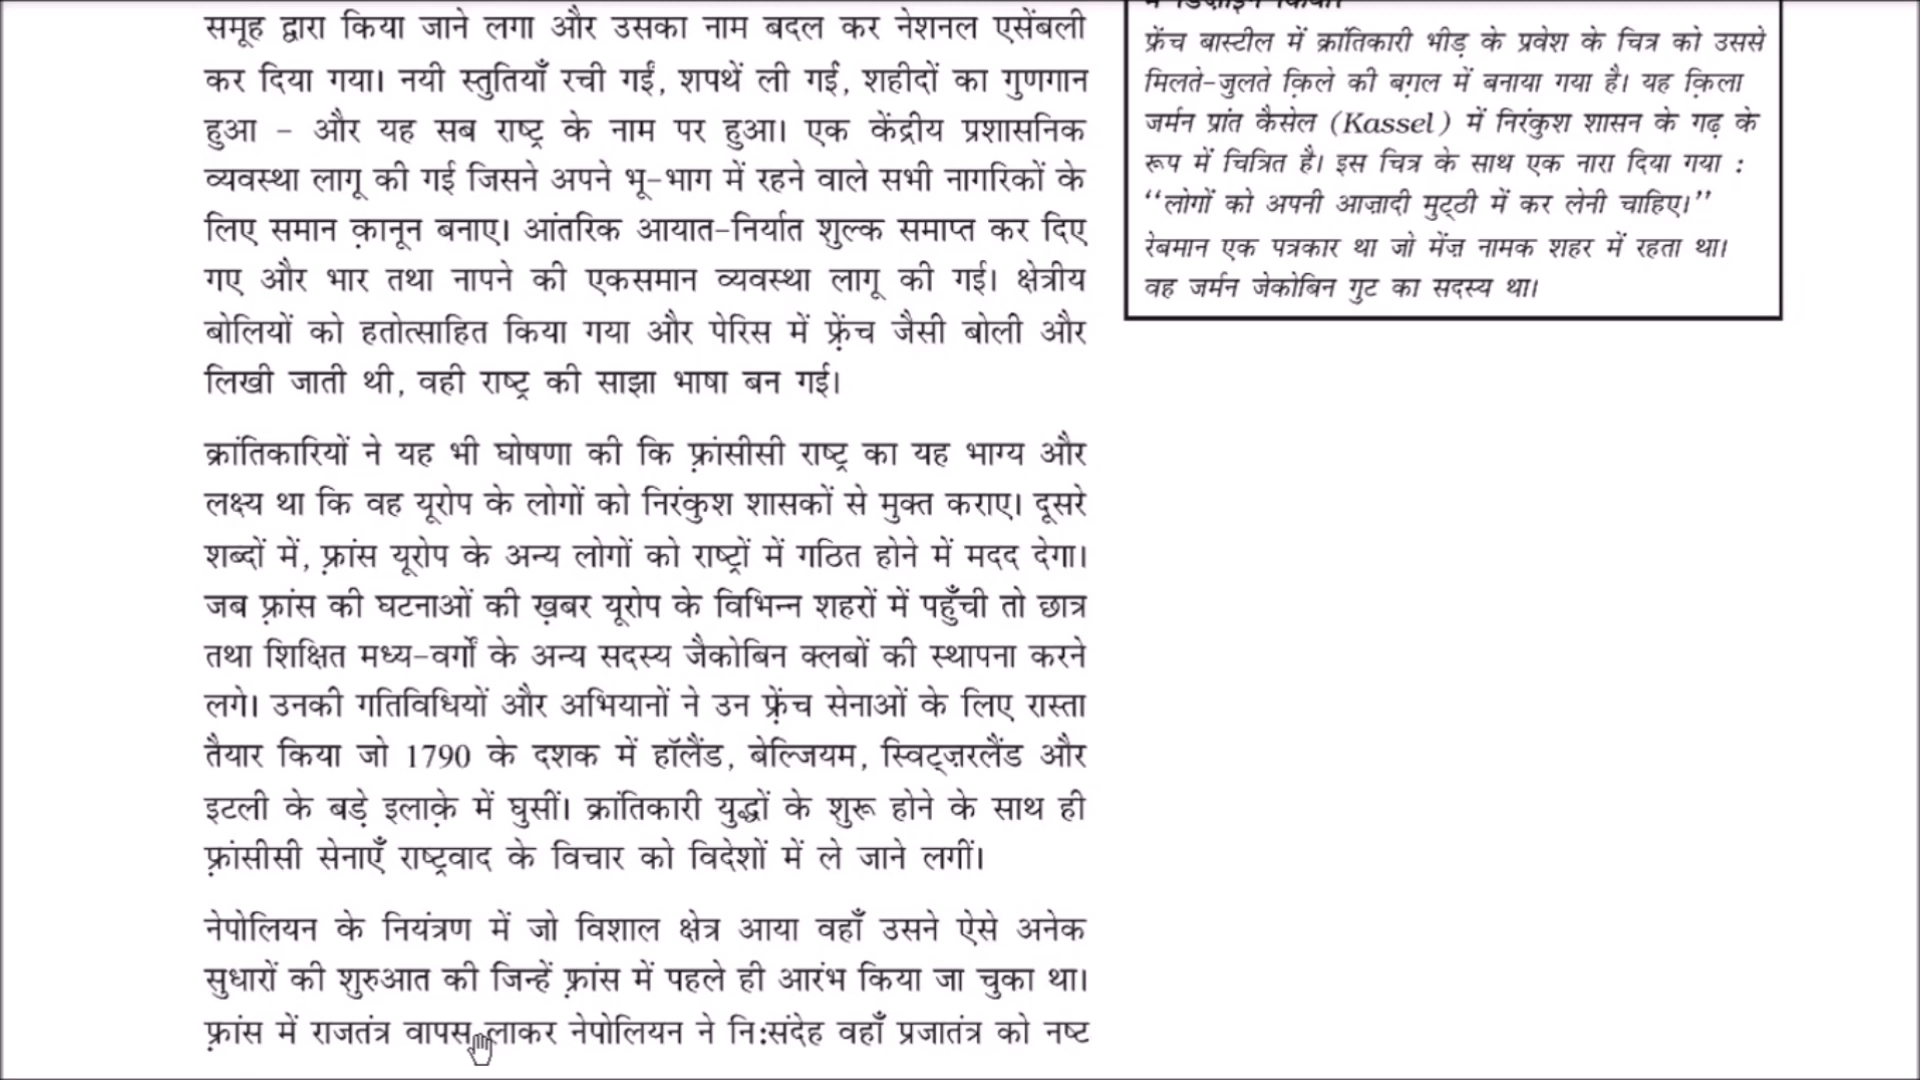 समूह द्वारा किया जाने लगा और उसका नाम बदल कर नेशनल एसेंबली
कर दिया गया। नयी स्तुतियाँ रची गईं, शपथें ली गईं, शहीदों का गुणगान
हुआ – और यह सब राष्ट्र के नाम पर हुआ। एक केंद्रीय प्रशासनिक
व्यवस्था लागू की गई जिसने अपने भू-भाग में रहने वाले सभी नागरिकों के
लिए समान क़ानून बनाए। आंतरिक आयात-निर्यात शुल्क समाप्त कर दिए
गए और भार तथा नापने की एकसमान व्यवस्था लागू की गई। क्षेत्रीय
बोलियों को हतोत्साहित किया गया और पेरिस में फ़्रेंच जैसी बोली और
लिखी जाती थी, वही राष्ट्र की साझा भाषा बन गई।
क्रांतिकारियों ने यह भी घोषणा की कि फ़्रांसीसी राष्ट्र का यह भाग्य और
लक्ष्य था कि वह यूरोप के लोगों को निरंकुश शासकों से मुक्त कराए। दूसरे
शब्दों में, फ़्रांस यूरोप के अन्य लोगों को राष्ट्रों में गठित होने में मदद देगा।
जब फ़्रांस की घटनाओं की ख़बर यूरोप के विभिन्न शहरों में पहुँची तो छात्र
तथा शिक्षित मध्य-वर्गों के अन्य सदस्य जैकोबिन क्लबों की स्थापना करने
लगे। उनकी गतिविधियों और अभियानों ने उन फ़्रेंच सेनाओं के लिए रास्ता
तैयार किया जो 1790 के दशक में हॉलैंड, बेल्जियम, स्विट्ज़रलैंड और
इटली के बड़े इलाक़े में घुसीं। क्रांतिकारी युद्धों के शुरू होने के साथ ही
फ़्रांसीसी सेनाएँ राष्ट्रवाद के विचार को विदेशों में ले जाने लगीं।
नेपोलियन के नियंत्रण में जो विशाल क्षेत्र आया वहाँ उसने ऐसे अनेक
सुधारों की शुरुआत की जिन्हें फ़्रांस में पहले ही आरंभ किया जा चुका था।
फ़्रांस में राजतंत्र वापस लाकर नेपोलियन ने नि:संदेह वहाँ प्रजातंत्र को नष्ट
में डिज़ाइन किया।
फ्रेंच बास्टील में क्रांतिकारी भीड़ के प्रवेश के चित्र को उससे
मिलते-जुलते क़िले की बग़ल में बनाया गया है। यह क़िला
जर्मन प्रांत कैसेल (Kassel) में निरंकुश शासन के गढ़ के
रूप में चित्रित है। इस चित्र के साथ एक नारा दिया गया :
‘‘लोगों को अपनी आज़ादी मुट्ठी में कर लेनी चाहिए।’’
रेबमान एक पत्रकार था जो मेंज़ नामक शहर में रहता था।
वह जर्मन जेकोबिन गुट का सदस्य था।